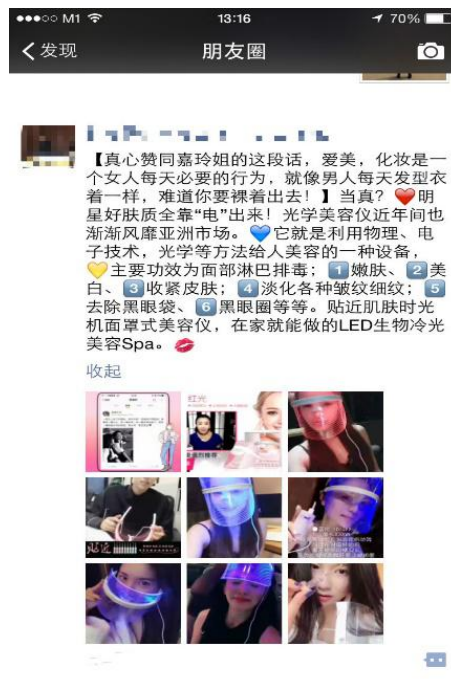 M1
13:16
70%
发现
朋友圈
【真心赞同嘉玲姐的这段话，爱美，化妆是一
个女人每天必要的行为，就像男人每天发型衣
着一样，难道你要裸着出去！】当真？❤️明
星好肤质全靠“电”出来！光学美容仪近年间也
渐渐风靡亚洲市场。💙它就是利用物理、电
子技术，光学等方法给人美容的一种设备，
💛主要功效为面部淋巴排毒；1️⃣嫩肤、2️⃣美
白、3️⃣收紧皮肤；4️⃣淡化各种皱纹细纹；5️⃣
去除黑眼袋、6️⃣黑眼圈等等。贴近肌肤时光
机面罩式美容仪，在家就能做的LED生物冷光
美容Spa。💋
收起
红光
贴近